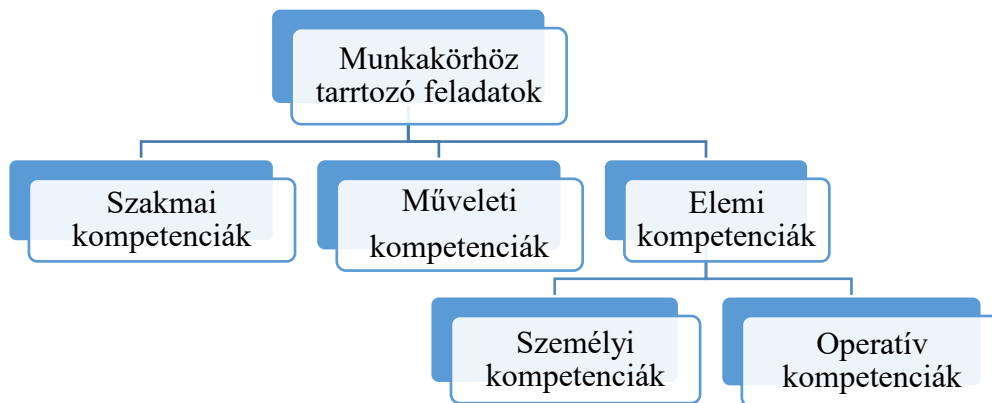 Munkakörhöz
tarrtozó feladatok
Szakmai
kompetenciák
Műveleti
kompetenciák
Elemi
kompetenciák
Személyi
kompetenciák
Operatív
kompetenciák